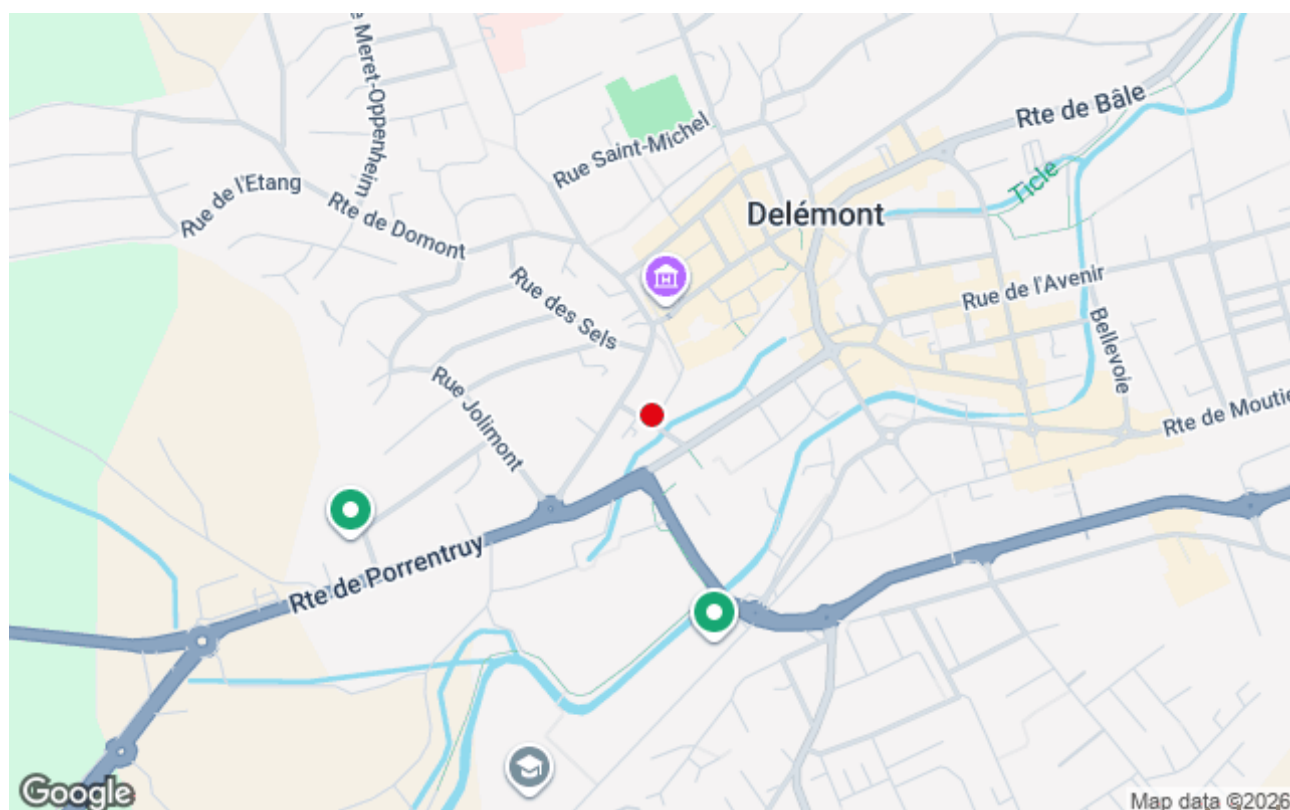 Meret-Oppenheim
Rte de Bâle
Rue Saint-Michel
Ticle
Rue de l'Etang
Delémont
Rte de Domont
Rue de l'Avenir
Rue des Sels
Bellevoie
Rue Jolimont
Rte de Moutie
Rte de Porrentruy
H
Google
Map data ©2026